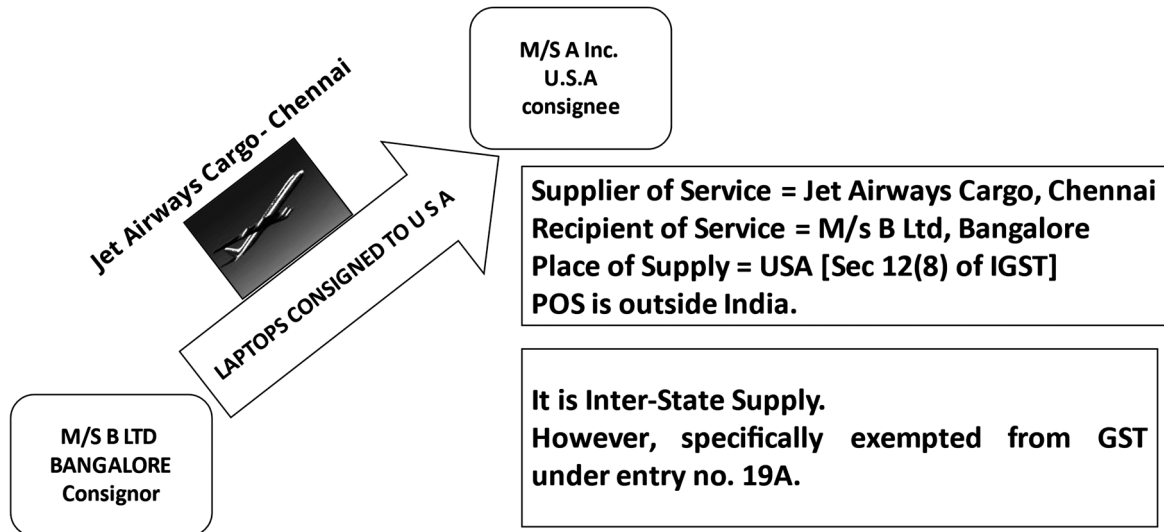 M/S A Inc.
U.S.A
consignee
Jet Airways Cargo - Chennai
LAPTOPS CONSIGNED TO U S A
M/S B LTD
BANGALORE
Consignor
Supplier of Service = Jet Airways Cargo, Chennai
Recipient of Service = M/s B Ltd, Bangalore
Place of Supply = USA [Sec 12(8) of IGST]
POS is outside India.
It is Inter-State Supply.
However, specifically exempted from GST
under entry no. 19A.